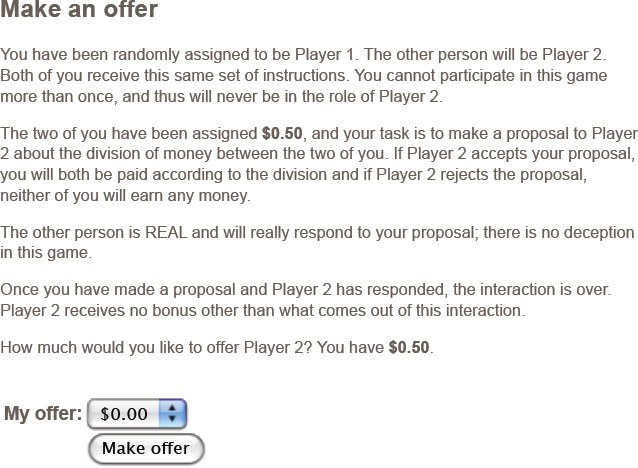 Make an offer
You have been randomly assigned to be Player 1. The other person will be Player 2.
Both of you receive this same set of instructions. You cannot participate in this game
more than once, and thus will never be in the role of Player 2.
The two of you have been assigned $0.50, and your task is to make a proposal to Player
2 about the division of money between the two of you. If Player 2 accepts your proposal,
you will both be paid according to the division and if Player 2 rejects the proposal,
neither of you will earn any money.
The other person is REAL and will really respond to your proposal; there is no deception
in this game.
Once you have made a proposal and Player 2 has responded, the interaction is over.
Player 2 receives no bonus other than what comes out of this interaction.
How much would you like to offer Player 2? You have $0.50.
My offer: $0.00
Make offer